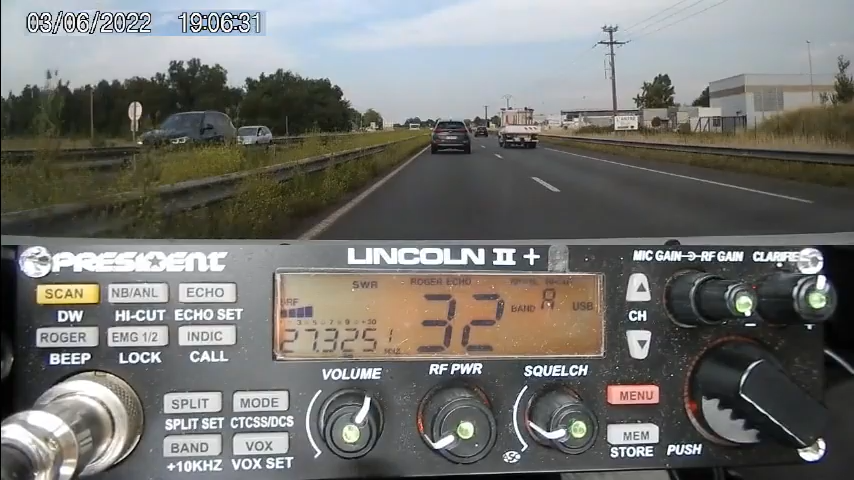 03/06/2022 19:06:31
PRESIDENT
LINCOLN II +
MIC GAIN RF GAIN CLARIFIER
SCAN NB/ANL ECHO
DW HI-CUT ECHO SET
ROGER EMG 1/2 INDIC
BEEP LOCK CALL
SWR ROGER ECHO
32 BAND A USB
27.3251
CH
VOLUME RF PWR SQUELCH
SPLIT MODE
SPLIT SET CTCSS/DCS
BAND VOX
+10KHZ VOX SET
MENU
MEM
STORE PUSH